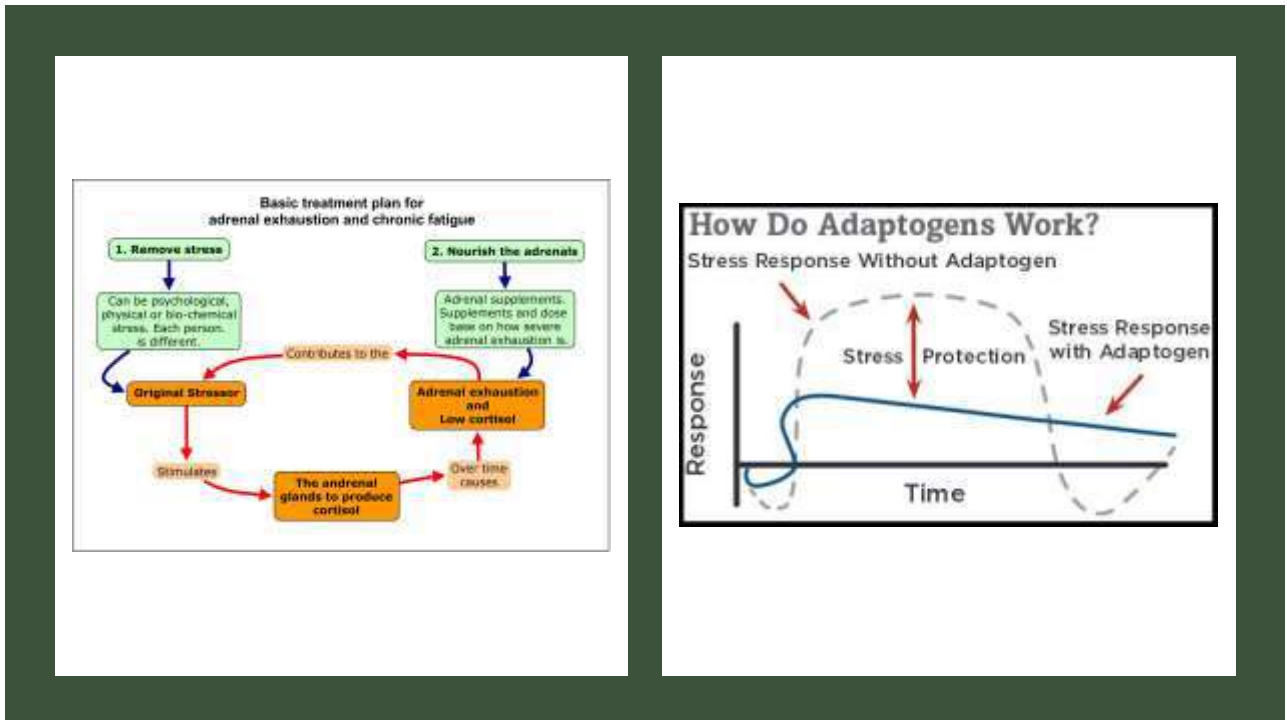 Basic treatment plan for
adrenal exhaustion and chronic fatigue
1. Remove stress
2. Nourish the adrenals
Can be psychological,
physical or bio-chemical
stress. Each person.
is different.
Adrenal supplements.
Supplements and dose
base on how severe
adrenal exhaustion is.
Contributes to the
Original Stressor
Adrenal exhaustion
and
Low cortisol
Stimulates
The andrenal
glands to produce
cortisol
Over time
causes
How Do Adaptogens Work?
Stress Response Without Adaptogen
Stress Response
with Adaptogen
Stress Protection
Response
Time